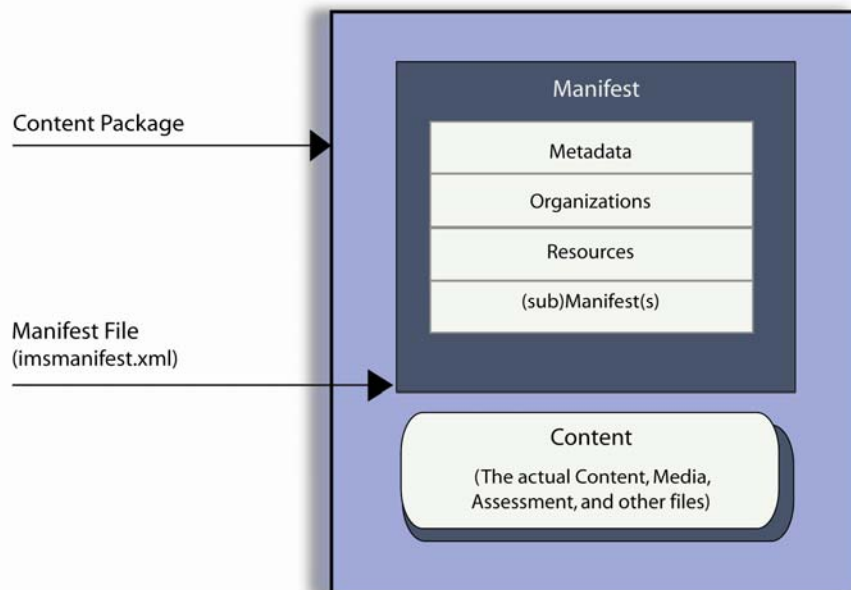 Content Package
Manifest File
(imsmanifest.xml)
Manifest
Metadata
Organizations
Resources
(sub)Manifest(s)
Content
(The actual Content, Media,
Assessment, and other files)